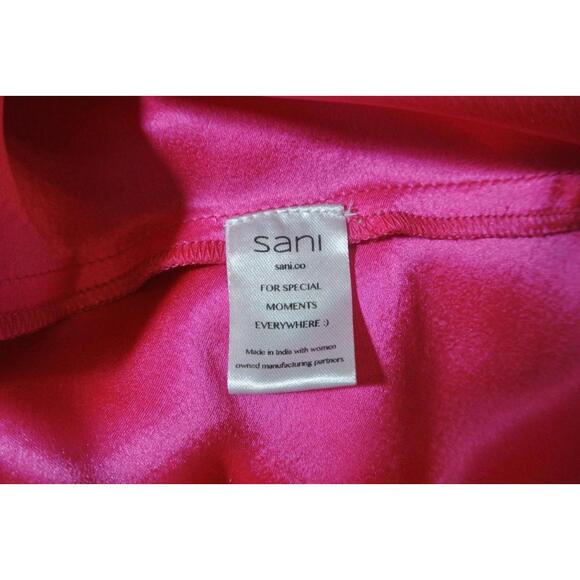 sani
sani.co
FOR SPECIAL
MOMENTS
EVERYWHERE :)
Made in India with women
owned manufacturing partners